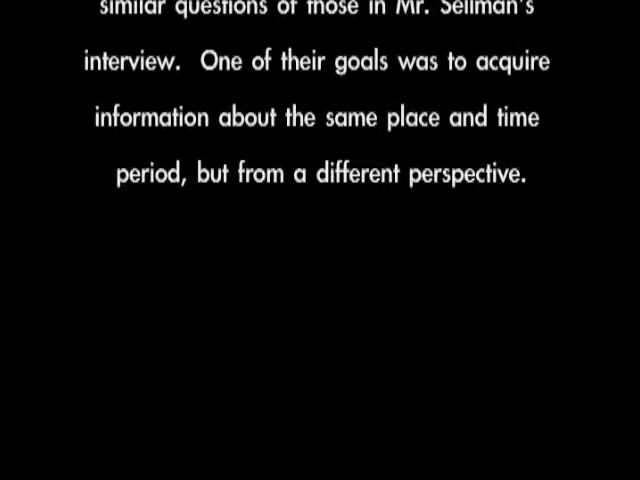 similar questions of those in Mr. Sellman's
interview.  One of their goals was to acquire
information about the same place and time
period, but from a different perspective.